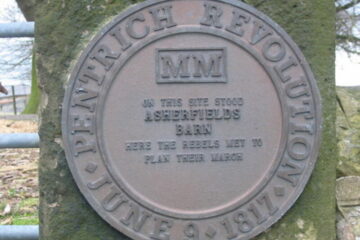 PENTRICH REVOLUTION
MM
ON THIS SITE STOOD
ASHERFIELDS
BARN
HERE THE REBELS MET TO
PLAN THEIR MARCH
JUNE 9 • 1817